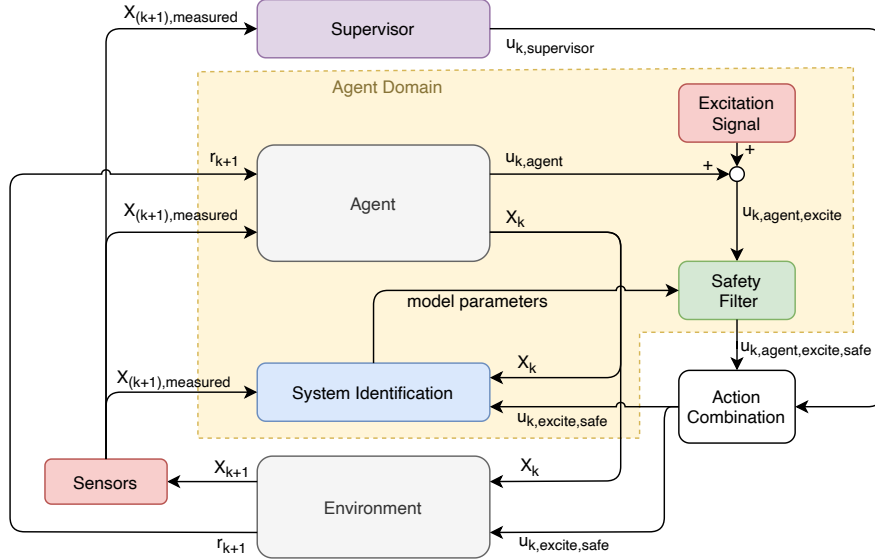 X(k+1),measured
Supervisor
uk,supervisor
Agent Domain
Excitation
Signal
rk+1
uk,agent
+
+
Agent
X(k+1),measured
Xk
uk,agent,excite
Safety
Filter
model parameters
uk,agent,excite,safe
Xk
X(k+1),measured
System Identification
Action
Combination
uk,excite,safe
Xk+1
Xk
Sensors
Environment
rk+1
uk,excite,safe